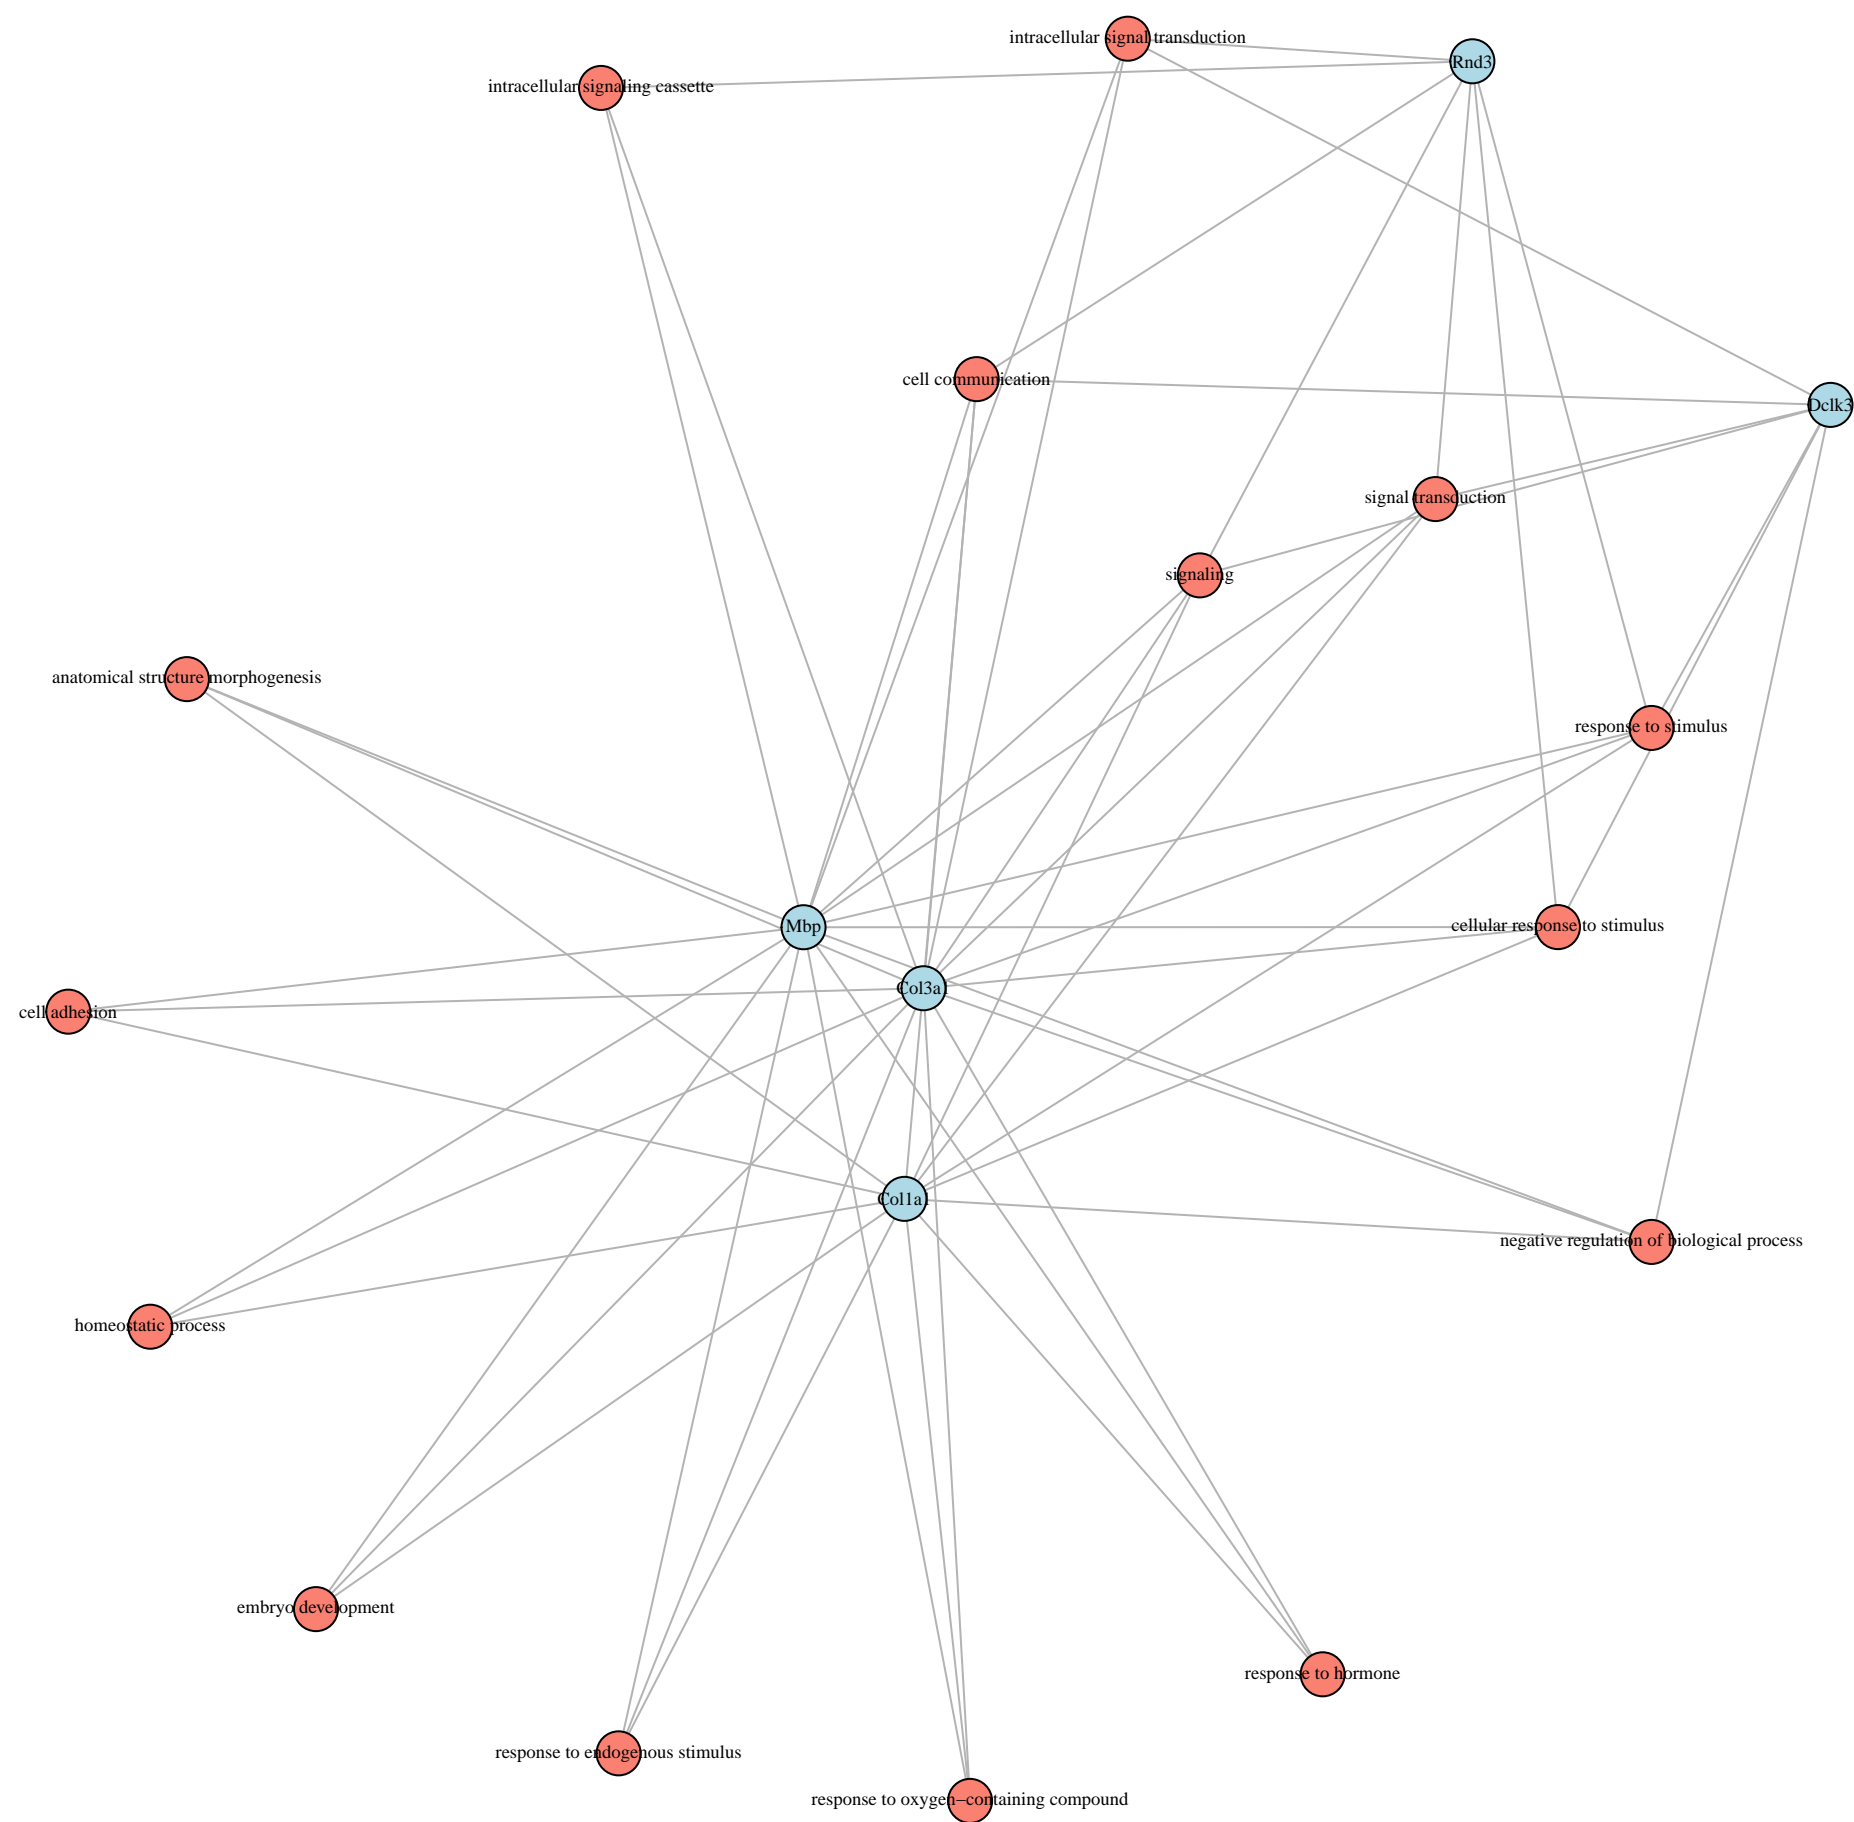 intracellular signal transduction
Rnd3
intracellular signaling cassette
cell communication
Dclk3
signal transduction
signaling
anatomical structure morphogenesis
response to stimulus
Mbp
cellular response to stimulus
Col3a1
cell adhesion
Col1a1
negative regulation of biological process
homeostatic process
embryo development
response to hormone
response to endogenous stimulus
response to oxygen−containing compound